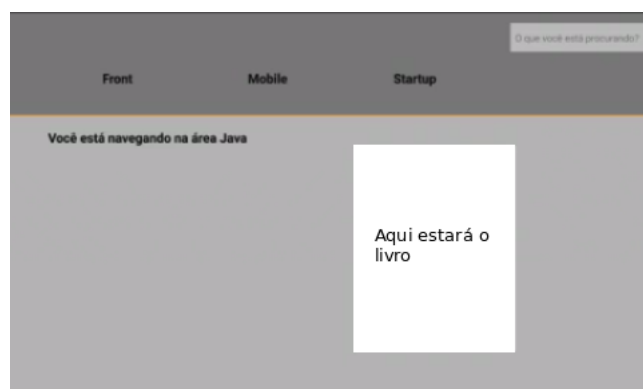 O que você está procurando?
Front Mobile Startup
Você está navegando na área Java
Aqui estará o
livro